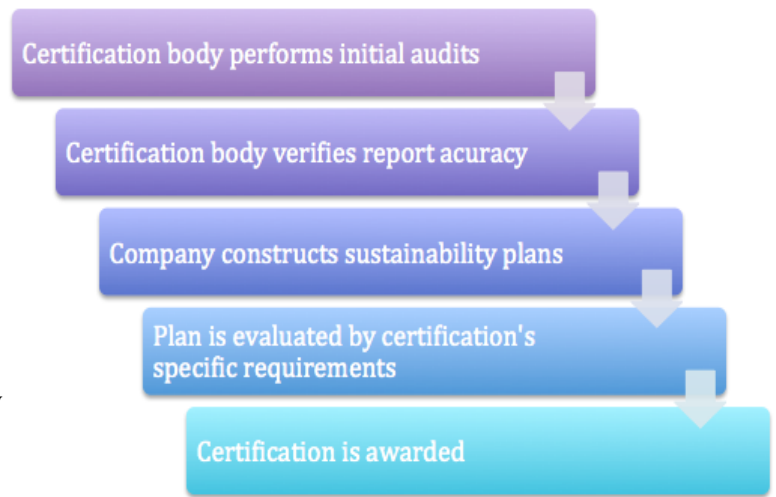 Certification body performs initial audits
Certification body verifies report acuracy
Company constructs sustainability plans
Plan is evaluated by certification's
specific requirements
Certification is awarded